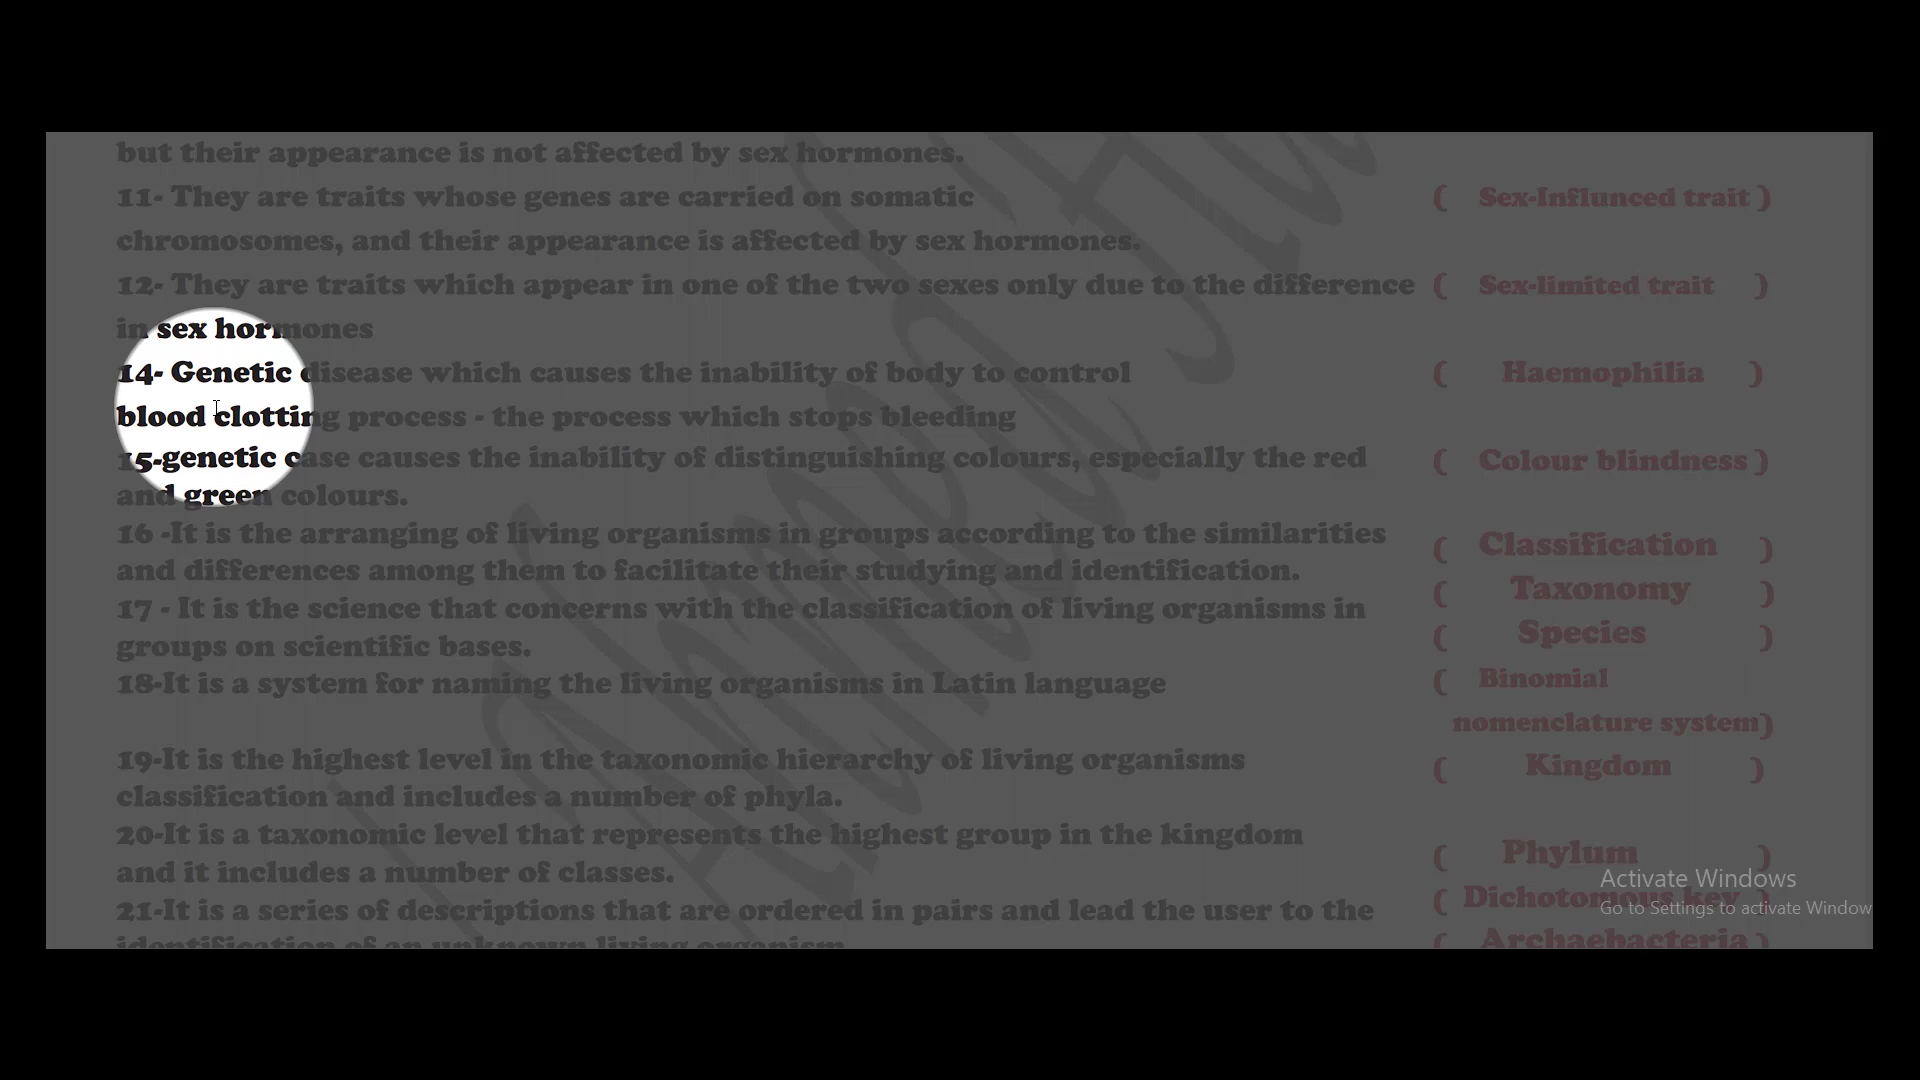 but their appearance is not affected by sex hormones.
11- They are traits whose genes are carried on somatic ( Sex-Influnced trait )
chromosomes, and their appearance is affected by sex hormones.
12- They are traits which appear in one of the two sexes only due to the difference ( Sex-limited trait )
in sex hormones
14- Genetic disease which causes the inability of body to control ( Haemophilia )
blood clotting process - the process which stops bleeding
15-genetic case causes the inability of distinguishing colours, especially the red ( Colour blindness )
and green colours.
16 -It is the arranging of living organisms in groups according to the similarities ( Classification )
and differences among them to facilitate their studying and identification. ( Taxonomy )
17 - It is the science that concerns with the classification of living organisms in ( Species )
groups on scientific bases.
18-It is a system for naming the living organisms in Latin language ( Binomial
nomenclature system)
19-It is the highest level in the taxonomic hierarchy of living organisms ( Kingdom )
classification and includes a number of phyla.
20-It is a taxonomic level that represents the highest group in the kingdom ( Phylum )
and it includes a number of classes.
Activate Windows
21-It is a series of descriptions that are ordered in pairs and lead the user to the ( Dichotomous key )
Go to Settings to activate Window
identification of an unknown living organism ( Archaebacteria )